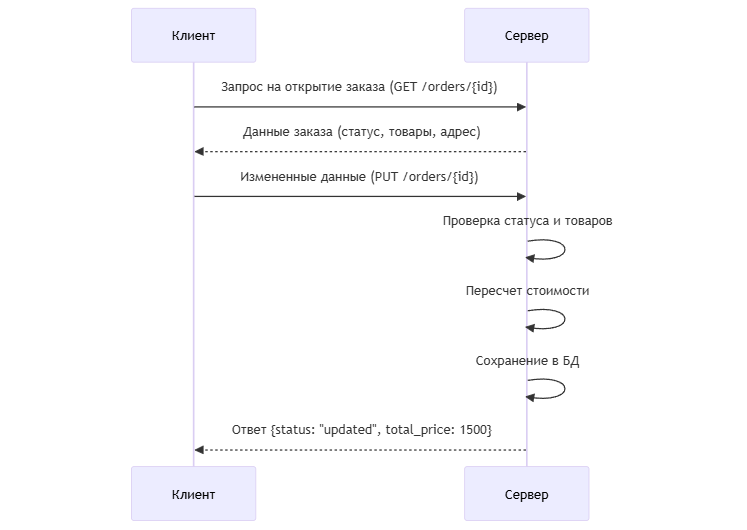 Клиент
Сервер
Запрос на открытие заказа (GET /orders/{id})
Данные заказа (статус, товары, адрес)
Измененные данные (PUT /orders/{id})
Проверка статуса и товаров
Пересчет стоимости
Сохранение в БД
Ответ {status: "updated", total_price: 1500}
Клиент
Сервер